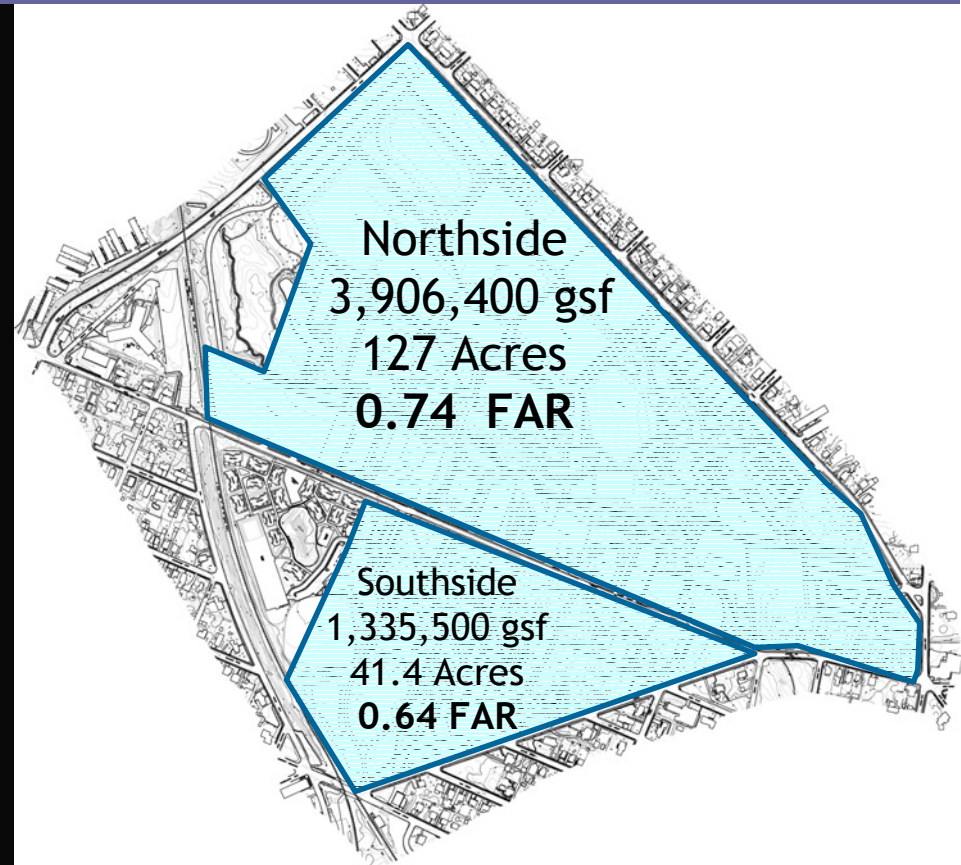 Northside
3,906,400 gsf
127 Acres
0.74 FAR
Southside
1,335,500 gsf
41.4 Acres
0.64 FAR